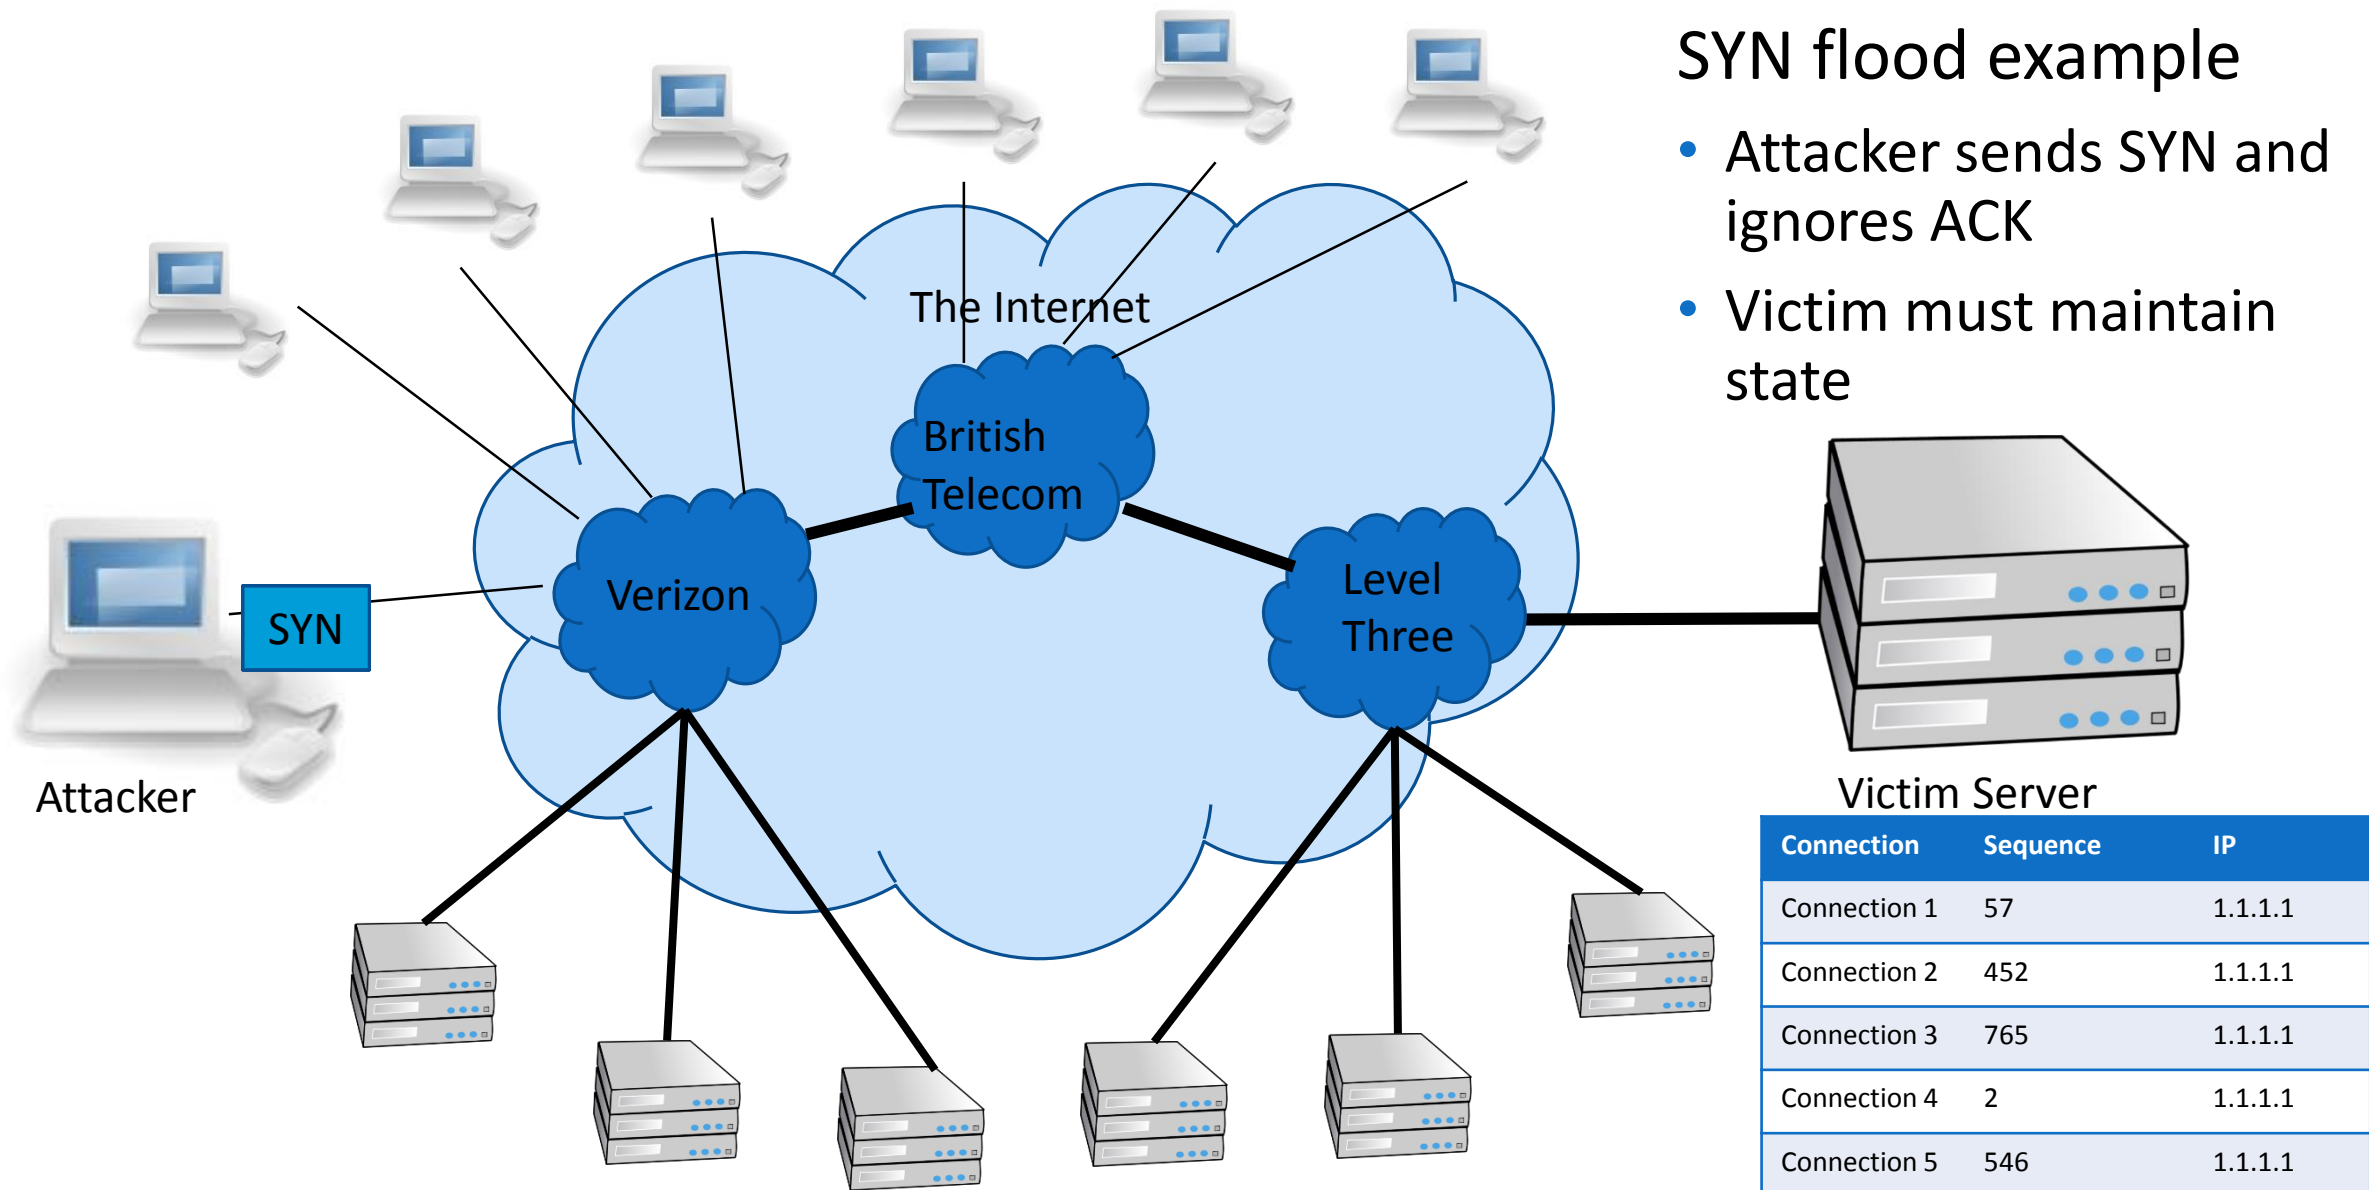 SYN flood example
• Attacker sends SYN and
ignores ACK
• Victim must maintain
state
The Internet
British
Telecom
Verizon
Level
Three
SYN
Attacker
Victim Server
Connection Sequence IP
Connection 1 57 1.1.1.1
Connection 2 452 1.1.1.1
Connection 3 765 1.1.1.1
Connection 4 2 1.1.1.1
Connection 5 546 1.1.1.1